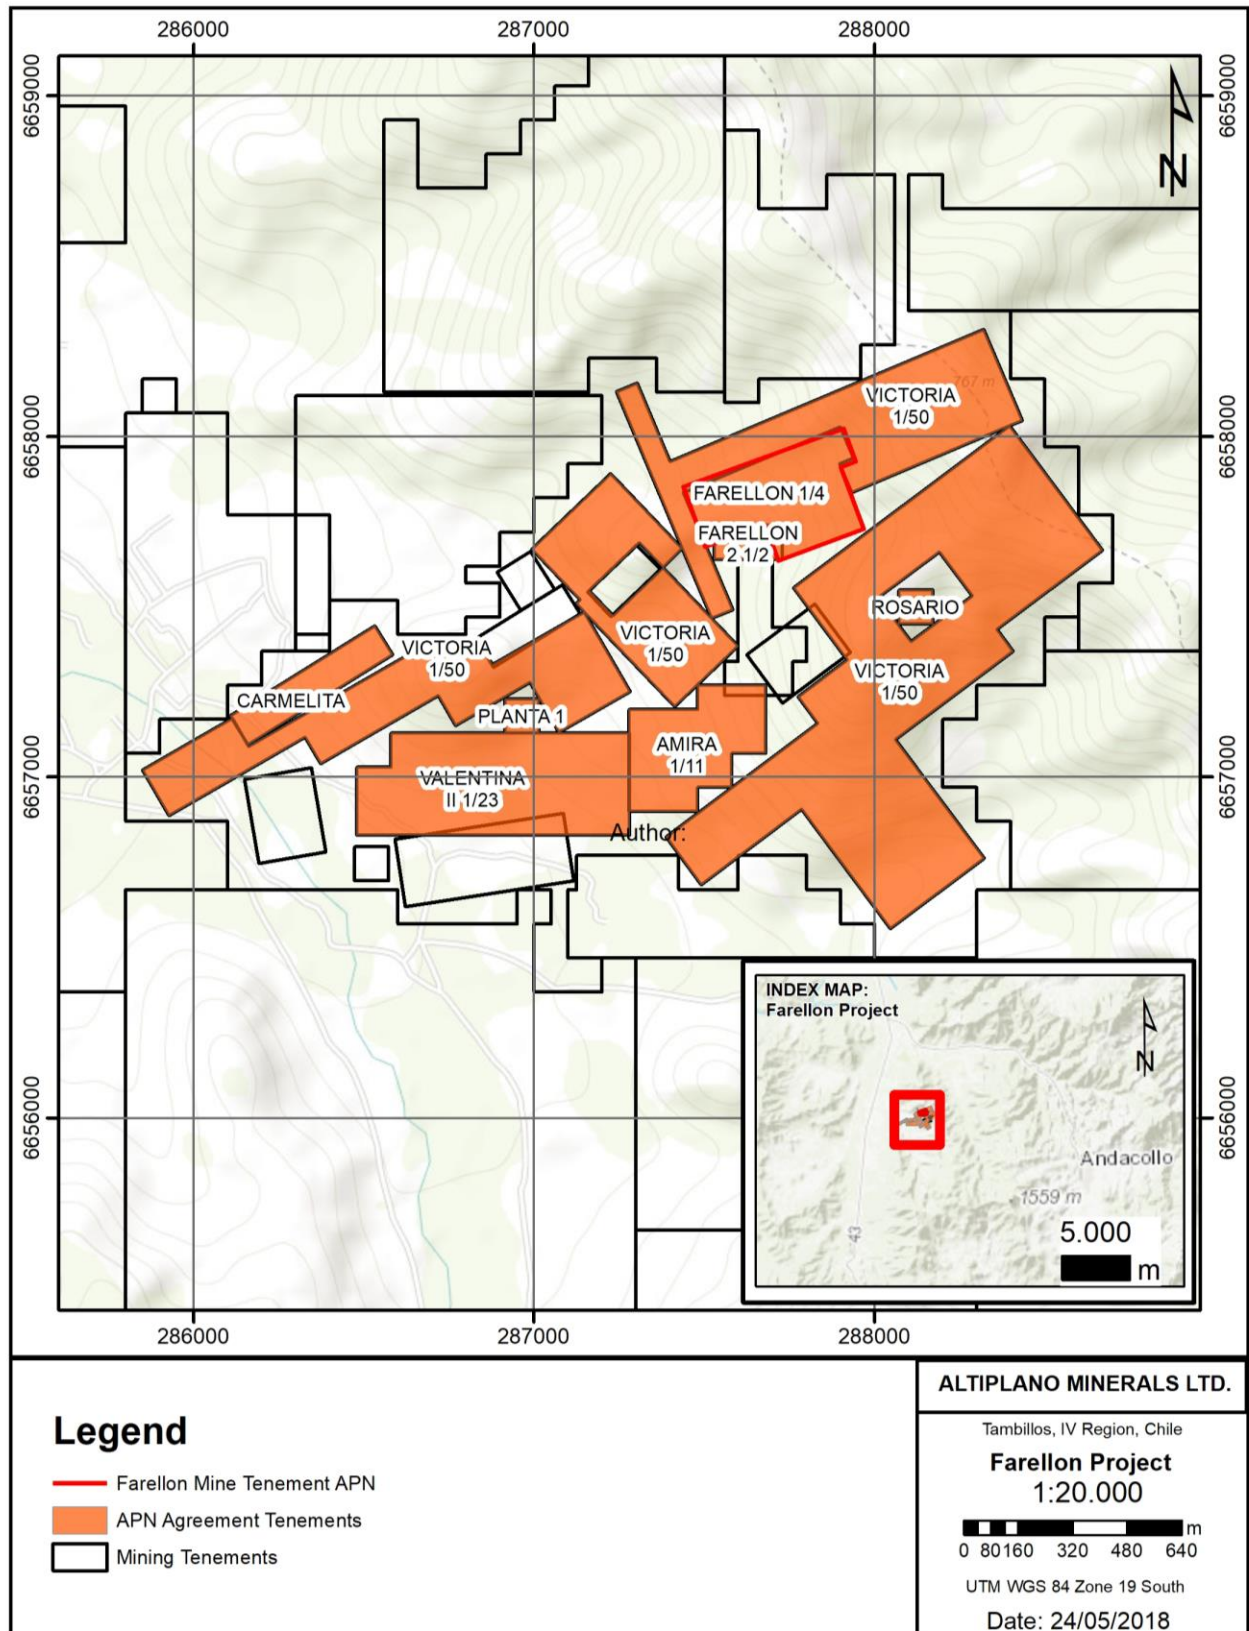 286000
287000
288000
6659000
6659000
767 m
VICTORIA
1/50
6658000
6658000
FARELLON 1/4
FARELLON
2 1/2
ROSARIO
VICTORIA
1/50
VICTORIA
1/50
VICTORIA
1/50
CARMELITA
PLANTA 1
AMIRA
1/11
6657000
6657000
VALENTINA
II 1/23
Author:
N
INDEX MAP:
Farellon Project
N
Andacollo
1559 m
43
5.000
m
6656000
6656000
286000
287000
288000
Legend
Farellon Mine Tenement APN
APN Agreement Tenements
Mining Tenements
ALTIPLANO MINERALS LTD.
Tambillos, IV Region, Chile
Farellon Project
1:20.000
m
0 80 160 320 480 640
UTM WGS 84 Zone 19 South
Date: 24/05/2018